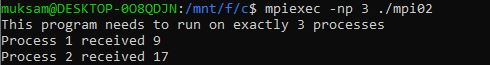 muksam@DESKTOP-0O8QDJN:/mnt/f/c$ mpiexec -np 3 ./mpi02
This program needs to run on exactly 3 processes
Process 1 received 9
Process 2 received 17